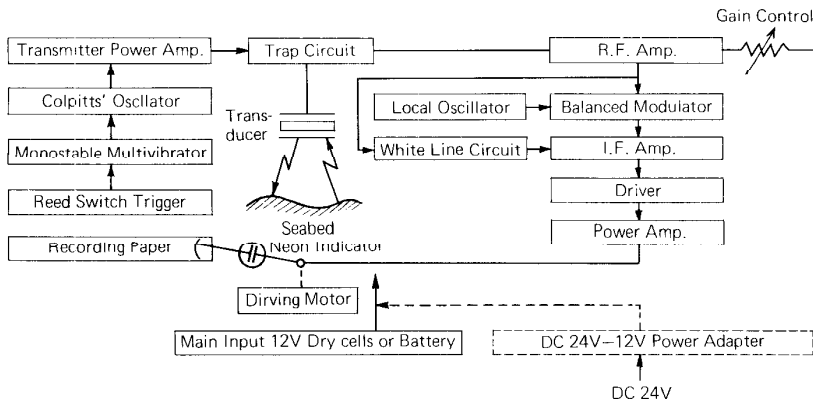 Gain Control
Transmitter Power Amp.
Trap Circuit
R.F. Amp.
Colpitts' Oscllator
Trans-
ducer
Local Oscillator
Balanced Modulator
Monostable Multivibrator
White Line Circuit
I.F. Amp.
Reed Switch Trigger
Driver
Seabed
Power Amp.
Recording Paper
Neon Indicator
Dirving Motor
Main Input 12V Dry cells or Battery
DC 24V–12V Power Adapter
DC 24V